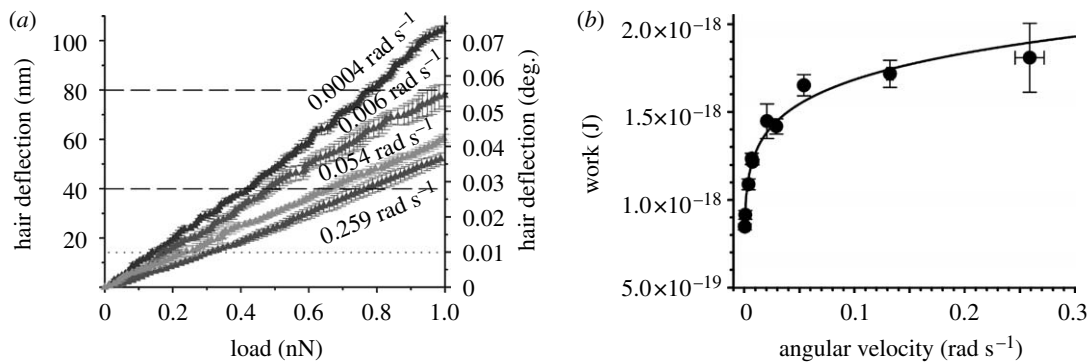 (a)
100
80
60
40
20
hair deflection (nm)
0.0004 rad s⁻¹
0.006 rad s⁻¹
0.054 rad s⁻¹
0.259 rad s⁻¹
0.07
0.06
0.05
0.04
0.03
0.02
0.01
0
hair deflection (deg.)
0 0.2 0.4 0.6 0.8 1.0
load (nN)
(b)
2.0×10⁻¹⁸
1.5×10⁻¹⁸
1.0×10⁻¹⁸
5.0×10⁻¹⁹
work (J)
0 0.1 0.2 0.3
angular velocity (rad s⁻¹)